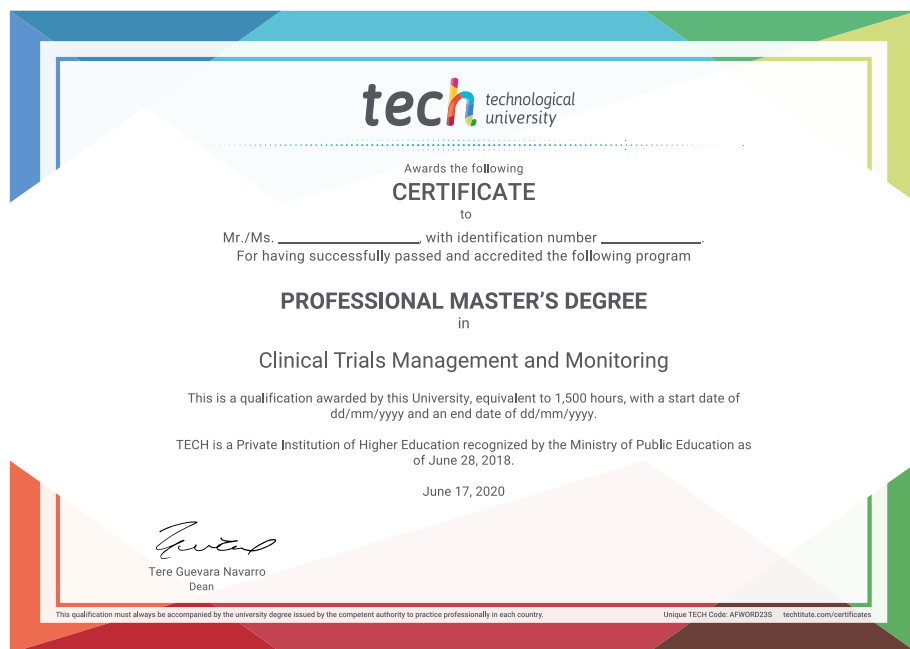 tech technological
university
Awards the following
CERTIFICATE
to
Mr./Ms. ____________________, with identification number ______________.
For having successfully passed and accredited the following program
PROFESSIONAL MASTER'S DEGREE
in
Clinical Trials Management and Monitoring
This is a qualification awarded by this University, equivalent to 1,500 hours, with a start date of
dd/mm/yyyy and an end date of dd/mm/yyyy.
TECH is a Private Institution of Higher Education recognized by the Ministry of Public Education as
of June 28, 2018.
June 17, 2020
Tere Guevara Navarro
Dean
This qualification must always be accompanied by the university degree issued by the competent authority to practice professionally in each country. Unique TECH Code: AFWORD23S techtitute.com/certificates